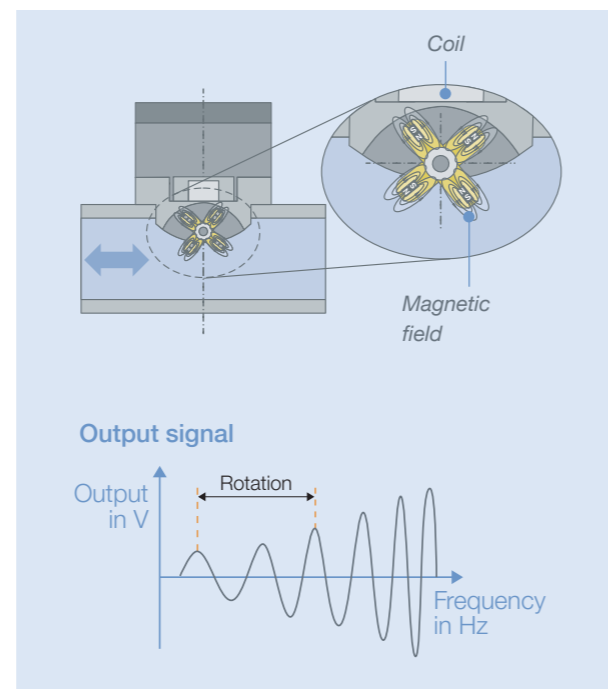 Coil
S N
S N
S N
S N
Magnetic
field
Output signal
Output
in V
Rotation
Frequency
in Hz